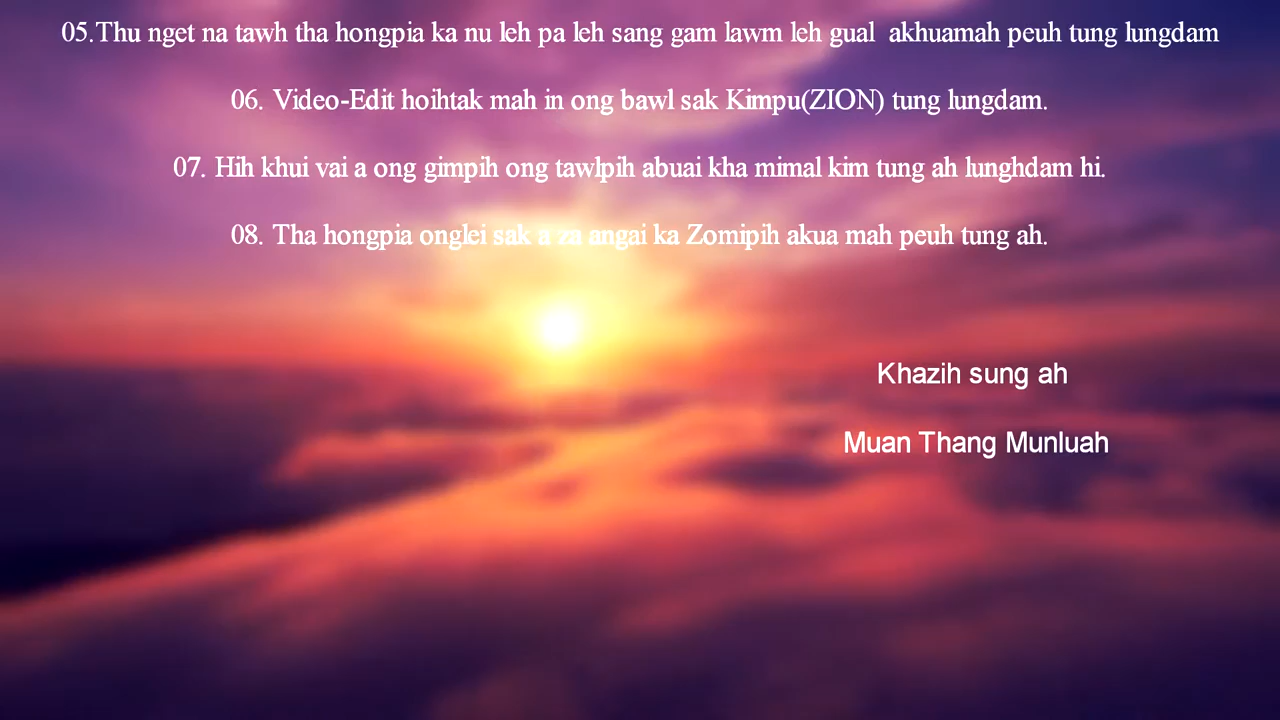 05.Thu nget na tawh tha hongpia ka nu leh pa leh sang gam lawm leh gual akhuamah peuh tung lungdam
06. Video-Edit hoihtak mah in ong bawl sak Kimpu(ZION) tung lungdam.
07. Hih khui vai a ong gimpih ong tawlpih abuai kha mimal kim tung ah lunghdam hi.
08. Tha hongpia onglei sak a za angai ka Zomipih akua mah peuh tung ah.
Khazih sung ah
Muan Thang Munluah